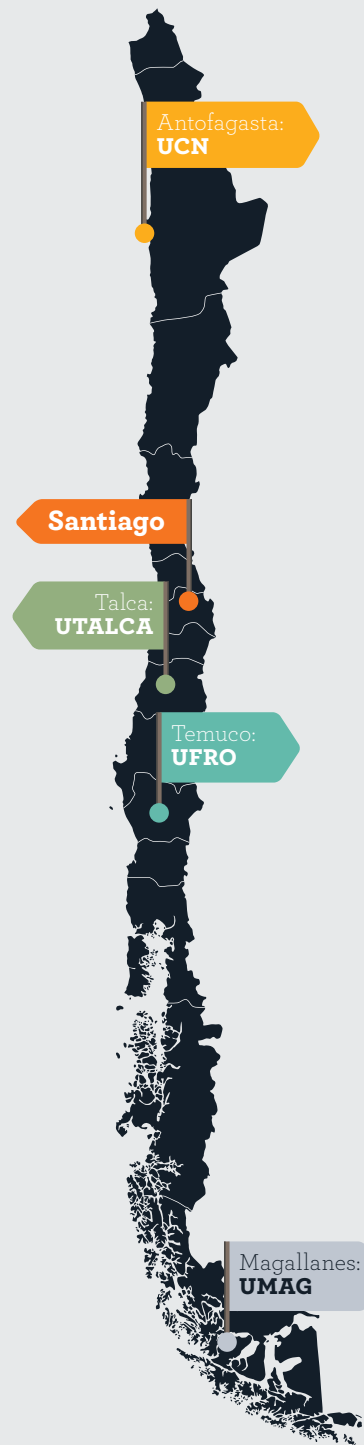 Antofagasta:
UCN
Santiago
Talca:
UTALCA
Temuco:
UFRO
Magallanes:
UMAG